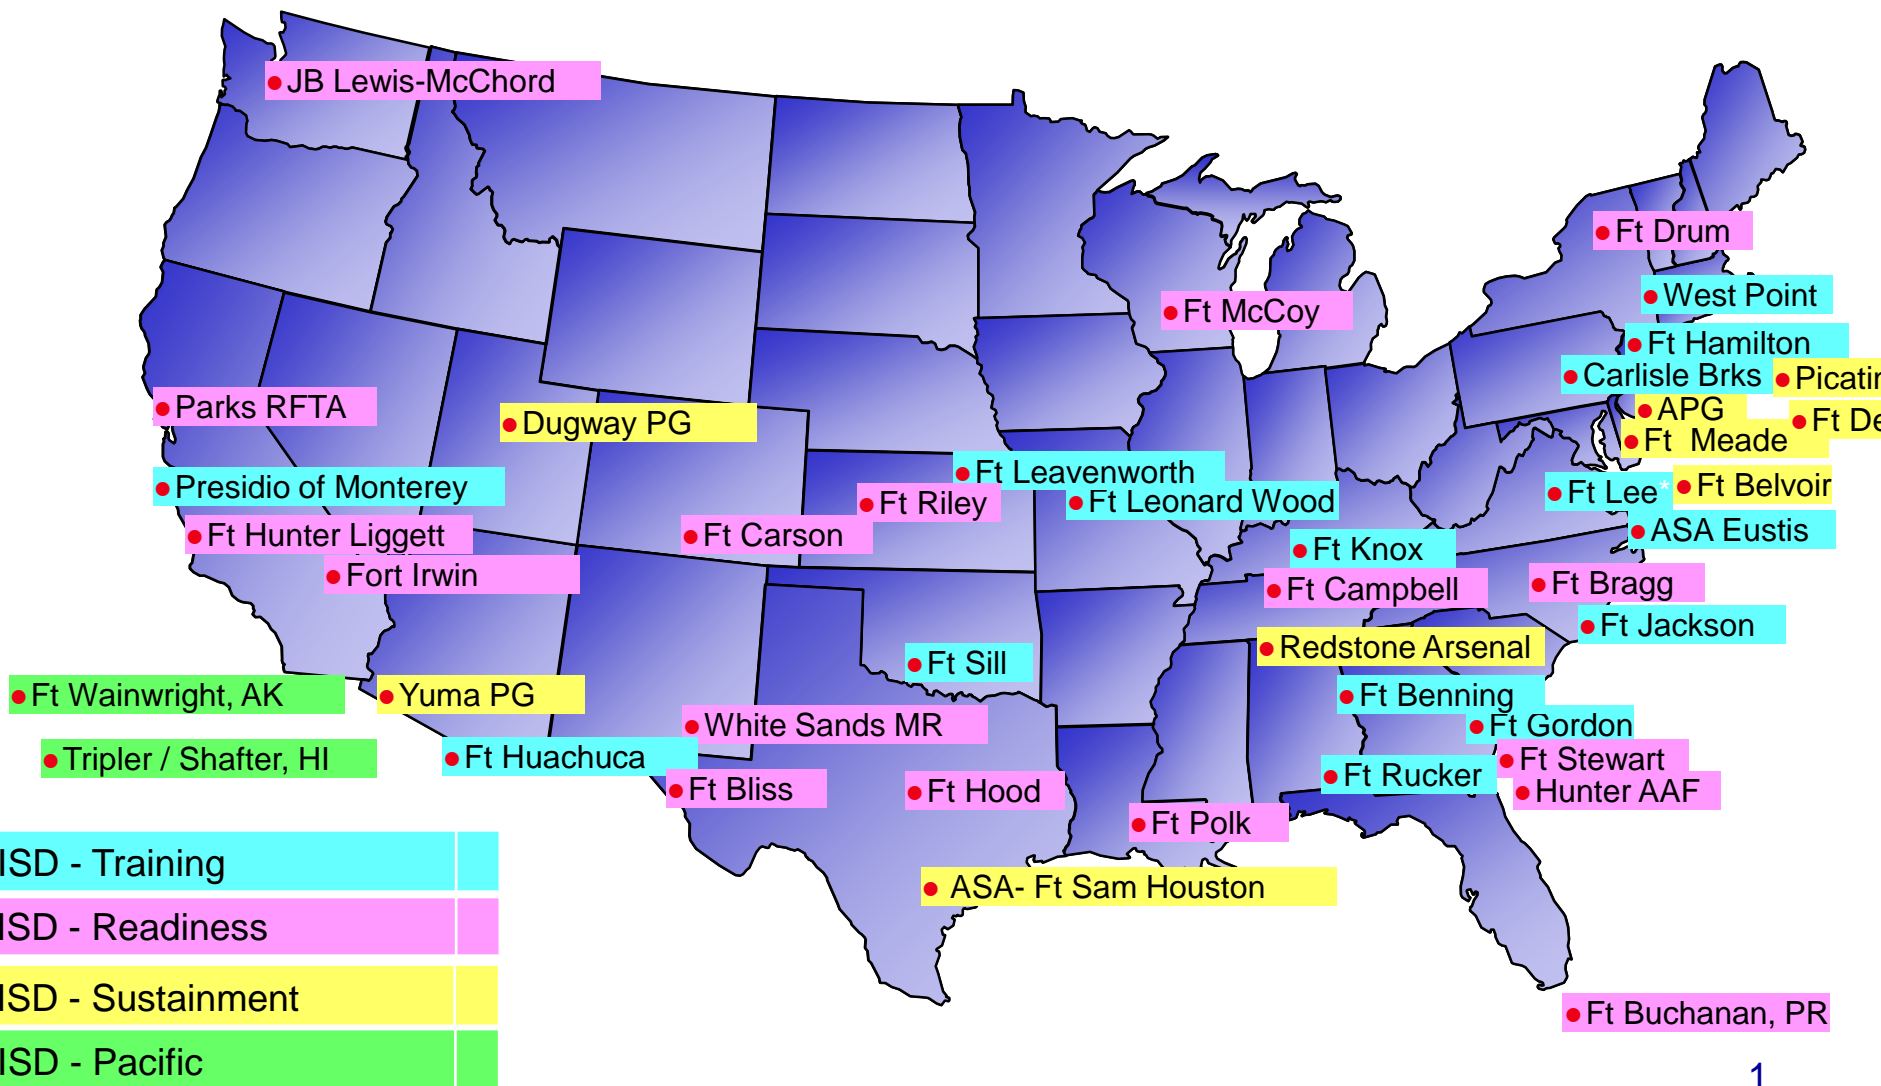 JB Lewis-McChord
Ft Drum
West Point
Ft McCoy
Ft Hamilton
Carlisle Brks
Parks RFTA
APG
Dugway PG
Ft Meade
Ft Leavenworth
Presidio of Monterey
Ft Belvoir
Ft Lee*
Ft Leonard Wood
Ft Riley
ASA Eustis
Ft Hunter Liggett
Ft Carson
Ft Knox
Fort Irwin
Ft Bragg
Ft Campbell
Ft Jackson
Redstone Arsenal
Ft Sill
Ft Wainwright, AK
Yuma PG
Ft Benning
White Sands MR
Ft Gordon
Tripler / Shafter, HI
Ft Huachuca
Ft Stewart
Ft Rucker
Ft Bliss
Ft Hood
Hunter AAF
Ft Polk
ISD - Training
ASA- Ft Sam Houston
ISD - Readiness
ISD - Sustainment
Ft Buchanan, PR
ISD - Pacific
1